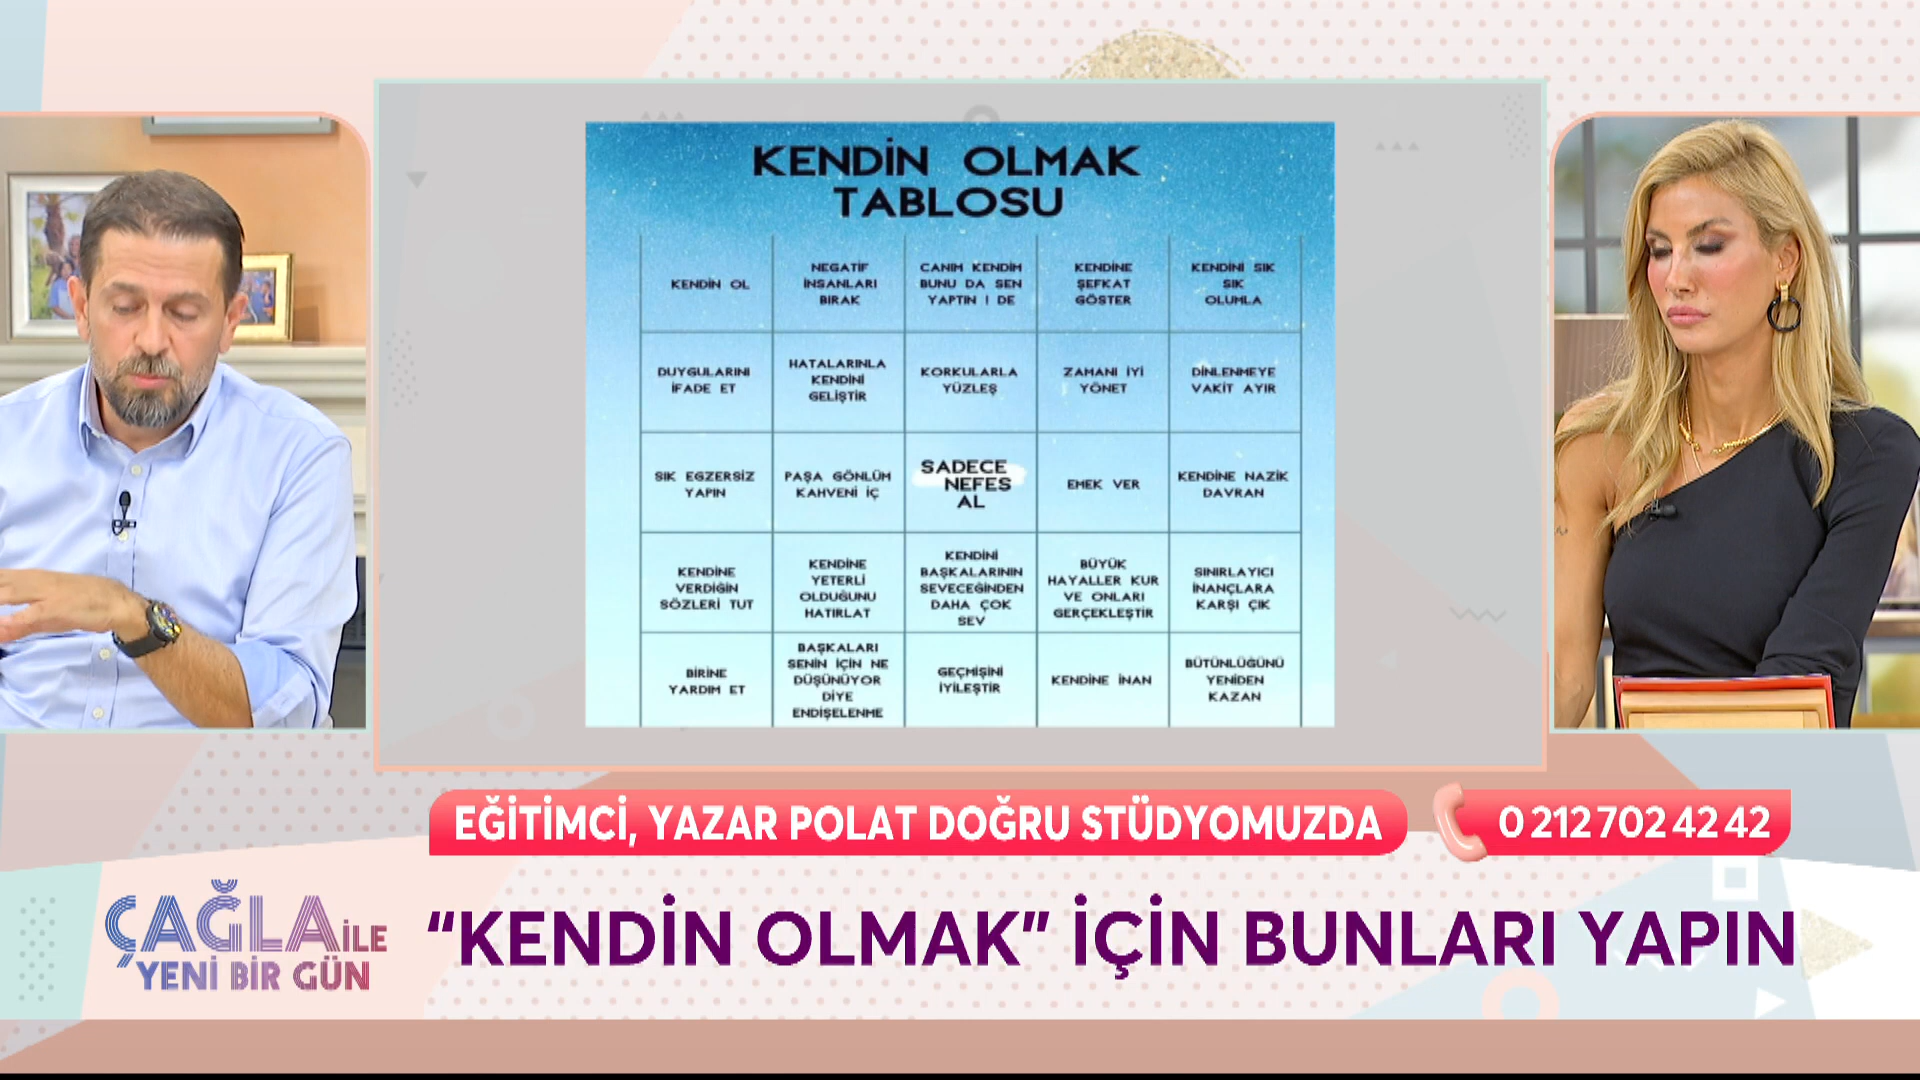 KENDİN OLMAK
TABLOSU
KENDİN OL
NEGATİF
İNSANLARI
BIRAK
CANIM KENDİM
BUNU DA SEN
YAPTIN ! DE
KENDİNE
ŞEFKAT
GÖSTER
KENDİNİ SIK
SIK
OLUMLA
DUYGULARINI
İFADE ET
HATALARINLA
KENDİNİ
GELİŞTİR
KORKULARLA
YÜZLEŞ
ZAMANI İYİ
YÖNET
DİNLENMEYE
VAKİT AYIR
SIK EGZERSİZ
YAPIN
PAŞA GÖNLÜM
KAHVENİ İÇ
SADECE
NEFES
AL
EMEK VER
KENDİNE NAZİK
DAVRAN
KENDİNE
VERDİĞİN
SÖZLERİ TUT
KENDİNE
YETERLİ
OLDUĞUNU
HATIRLAT
KENDİNİ
BAŞKALARININ
SEVECEĞİNDEN
DAHA ÇOK
SEV
BÜYÜK
HAYALLER KUR
VE ONLARI
GERÇEKLEŞTİR
SINIRLAYICI
İNANÇLARA
KARŞI ÇIK
BİRİNE
YARDIM ET
BAŞKALARI
SENİN İÇİN NE
DÜŞÜNÜYOR
DİYE
ENDİŞELENME
GEÇMİŞİNİ
İYİLEŞTİR
KENDİNE İNAN
BÜTÜNLÜĞÜNÜ
YENİDEN
KAZAN
EĞİTİMCİ, YAZAR POLAT DOĞRU STÜDYOMUZDA
0 212 702 42 42
ÇAĞLA İLE
YENİ BİR GÜN
"KENDİN OLMAK" İÇİN BUNLARI YAPIN